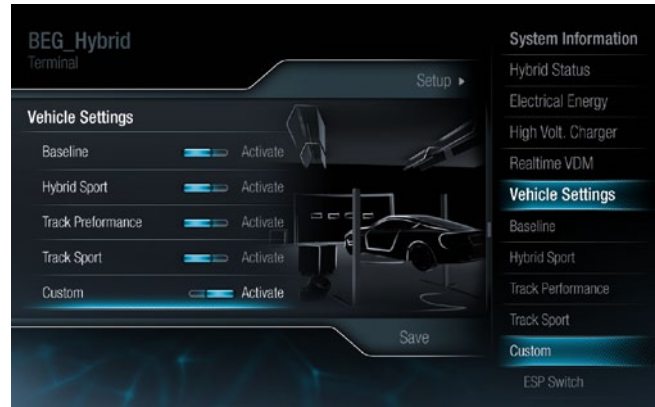 BEG_Hybrid
Terminal
Setup
Vehicle Settings
Baseline Activate
Hybrid Sport Activate
Track Preformance Activate
Track Sport Activate
Custom Activate
Save
System Information
Hybrid Status
Electrical Energy
High Volt. Charger
Realtime VDM
Vehicle Settings
Baseline
Hybrid Sport
Track Performance
Track Sport
Custom
ESP Switch